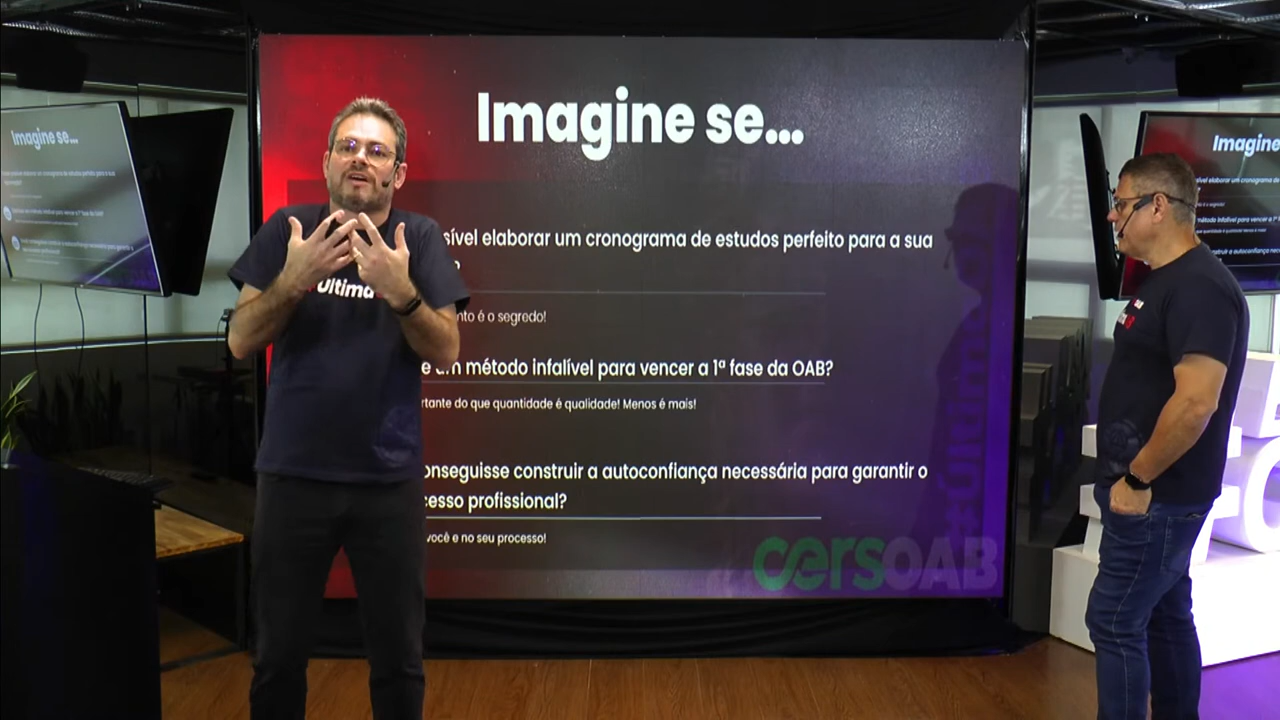 Imagine se...
sível elaborar um cronograma de estudos perfeito para a sua
nto é o segredo!
um método infalível para vencer a 1ª fase da OAB?
rtante do que quantidade é qualidade! Menos é mais!
onseguisse construir a autoconfiança necessária para garantir o
cesso profissional?
você e no seu processo!
cersOAB
Ultima
Imagine se...
Imagine